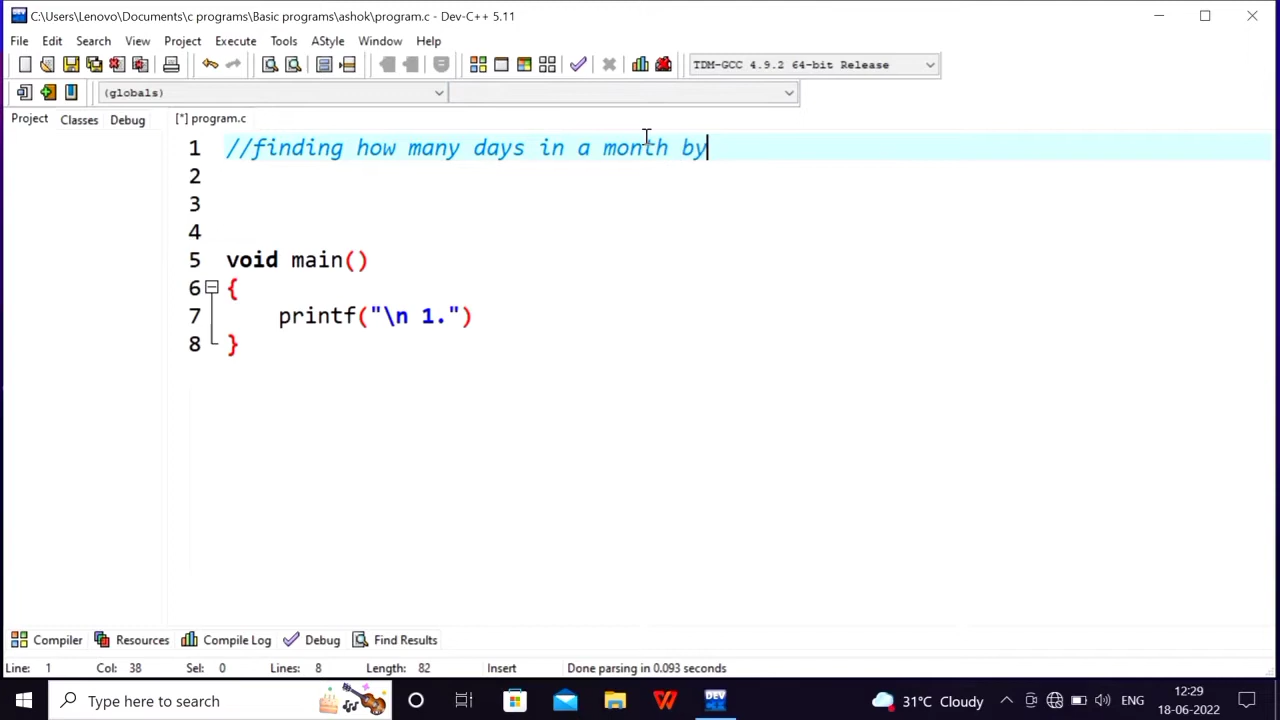 C:\Users\Lenovo\Documents\c programs\Basic programs\ashok\program.c - Dev-C++ 5.11
File Edit Search View Project Execute Tools AStyle Window Help
TDM-GCC 4.9.2 64-bit Release
(globals)
Project Classes Debug [*] program.c
1 //finding how many days in a month by
2
3
4
5 void main()
6 {
7 printf("\n 1.")
8 }
Compiler Resources Compile Log Debug Find Results
Line: 1 Col: 38 Sel: 0 Lines: 8 Length: 82 Insert Done parsing in 0.093 seconds
Type here to search 31°C Cloudy ENG 12:29
18-06-2022